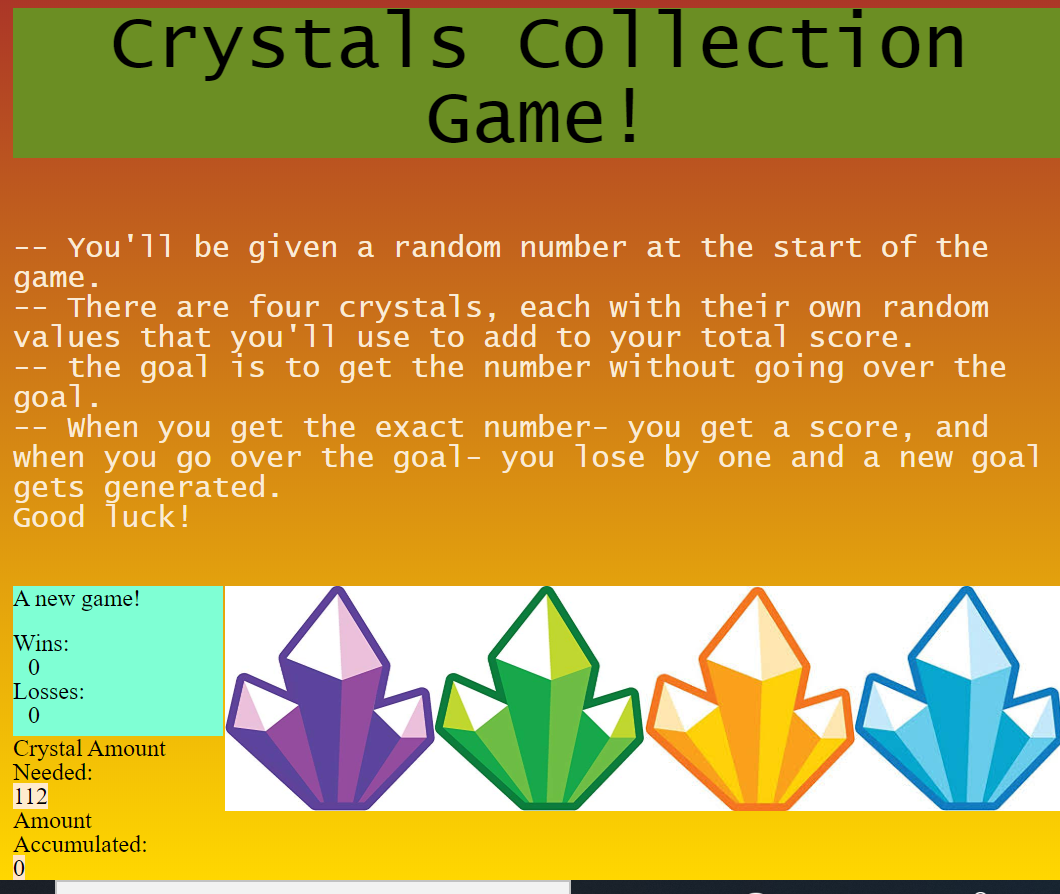 Crystals Collection
Game!
-- You'll be given a random number at the start of the
game.
-- There are four crystals, each with their own random
values that you'll use to add to your total score.
-- the goal is to get the number without going over the
goal.
-- When you get the exact number- you get a score, and
when you go over the goal- you lose by one and a new goal
gets generated.
Good luck!
A new game!
Wins:
0
Losses:
0
Crystal Amount
Needed:
112
Amount
Accumulated:
0